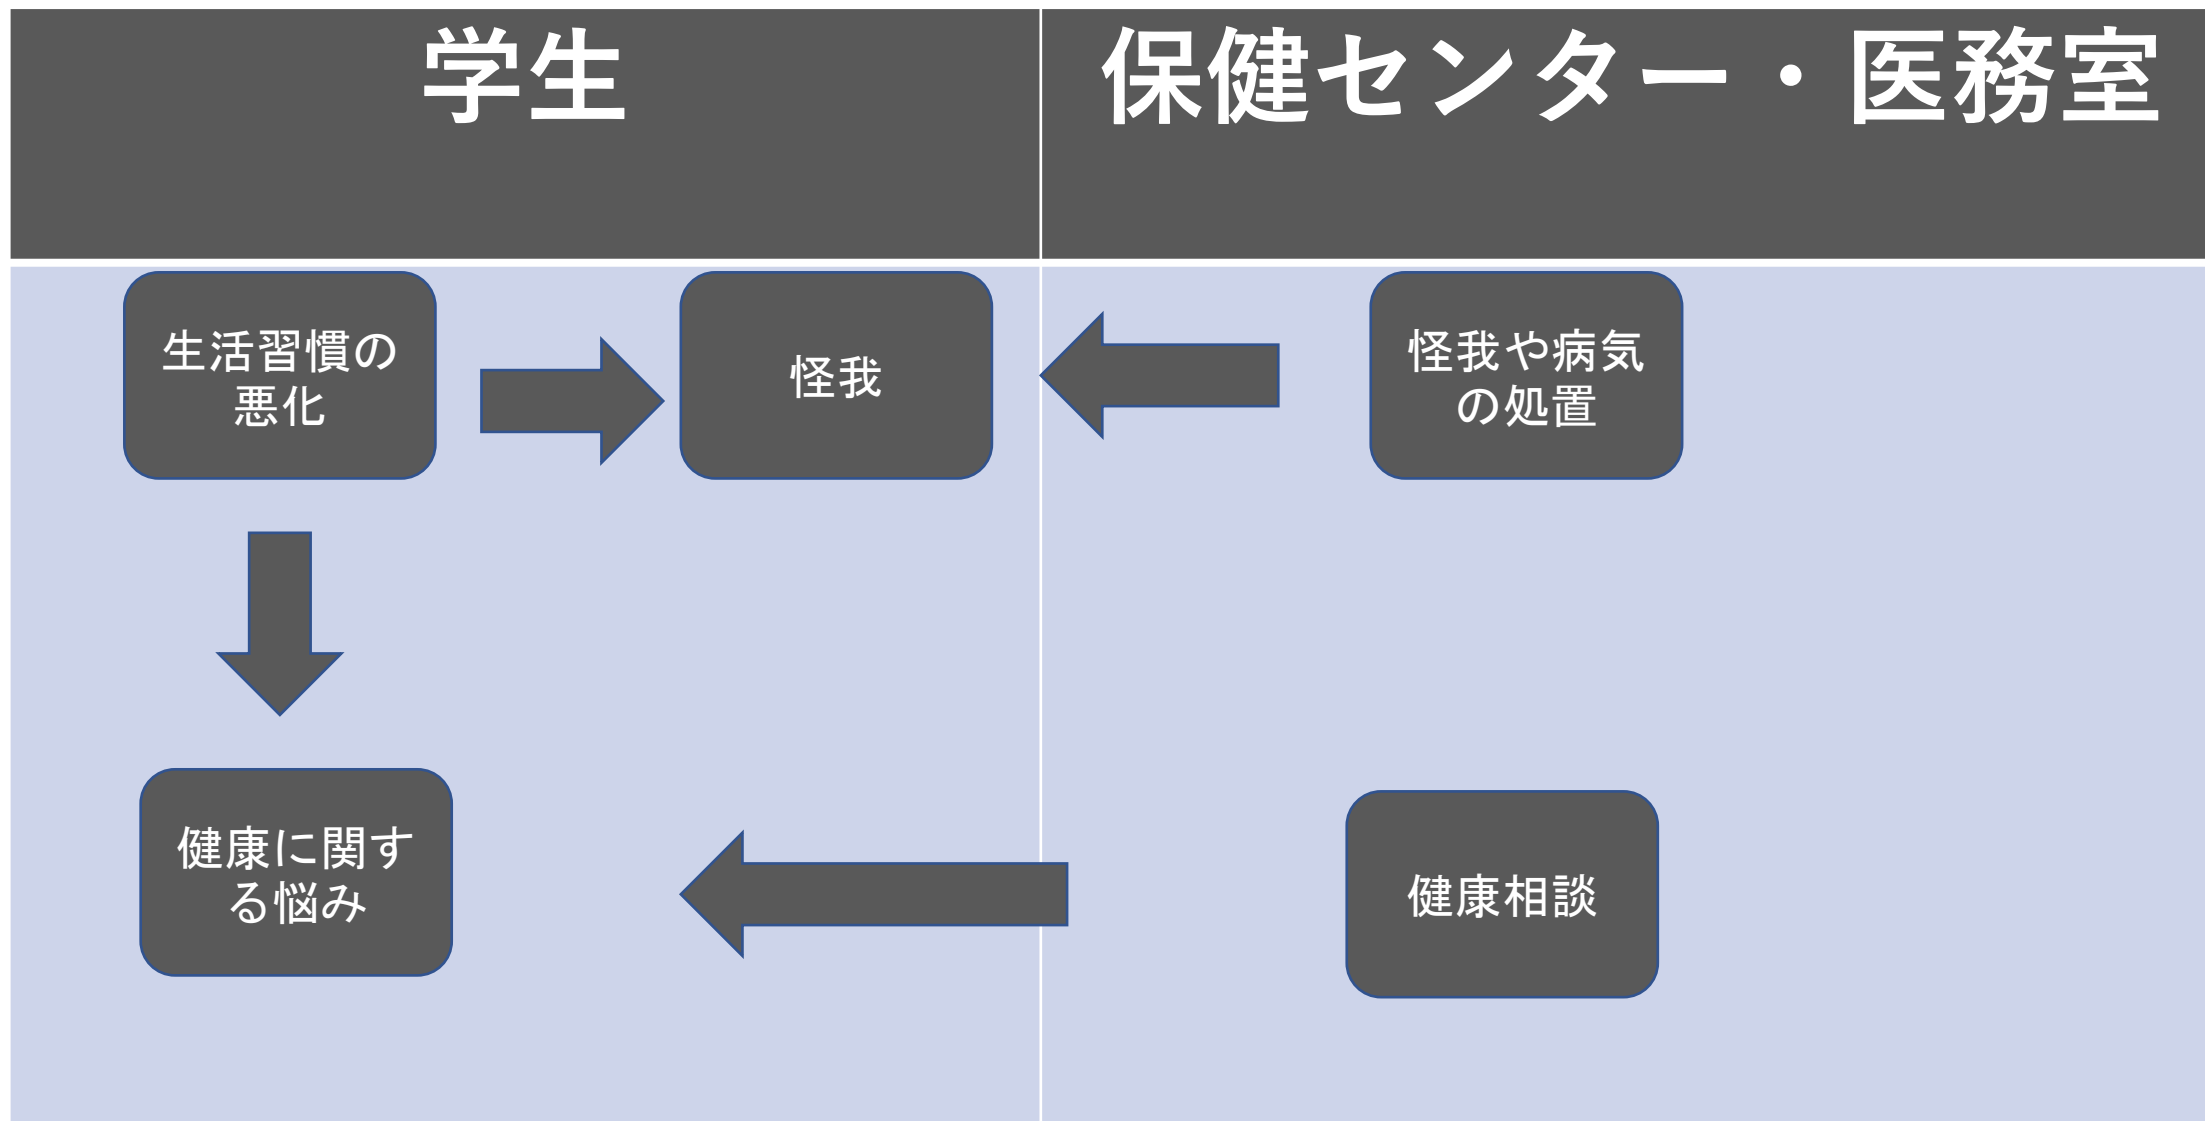 学生
保健センター・医務室
生活習慣の
悪化
怪我
怪我や病気
の処置
健康に関す
る悩み
健康相談